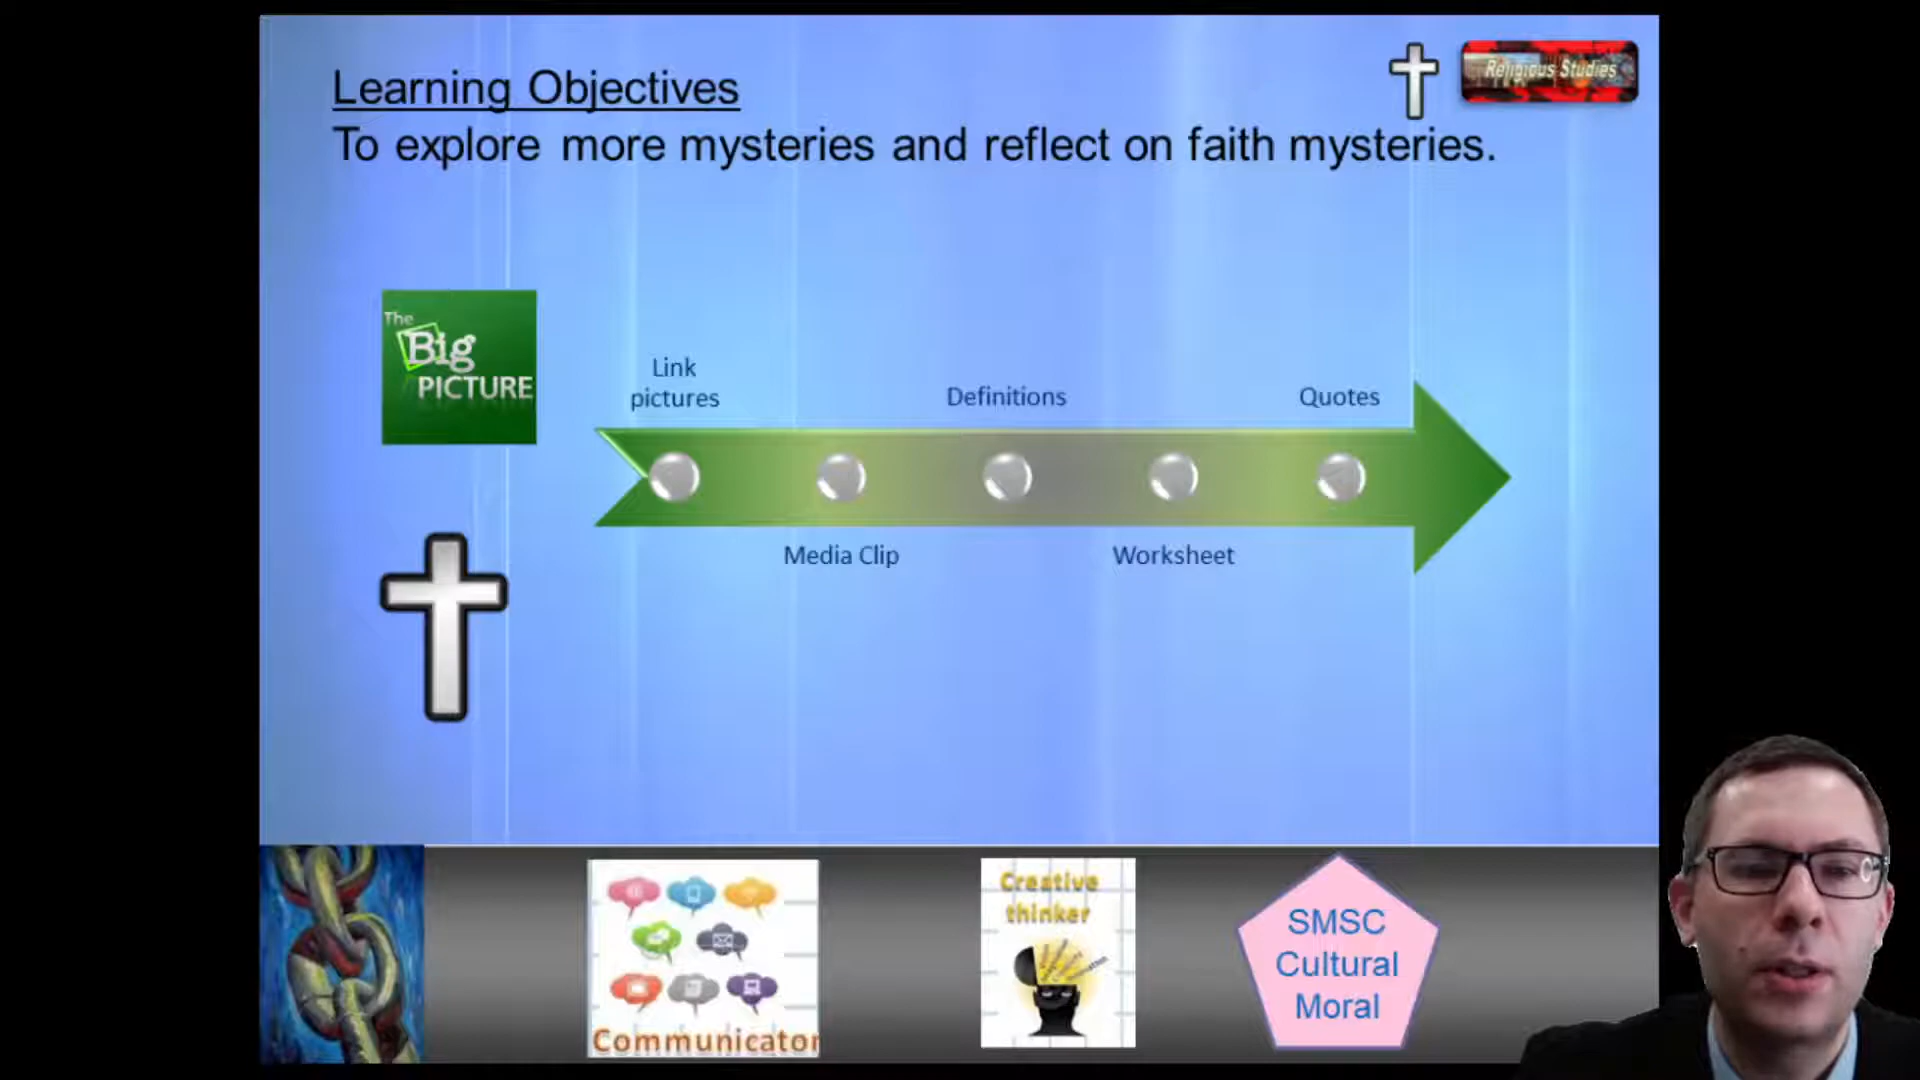 Learning Objectives
Religious Studies
To explore more mysteries and reflect on faith mysteries.
The
Big
PICTURE
Link
pictures
Definitions
Quotes
Media Clip
Worksheet
Communicator
Creative
thinker
SMSC
Cultural
Moral